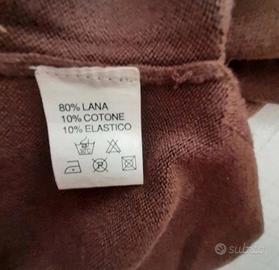 80% LANA
10% COTONE
10% ELASTICO
subito